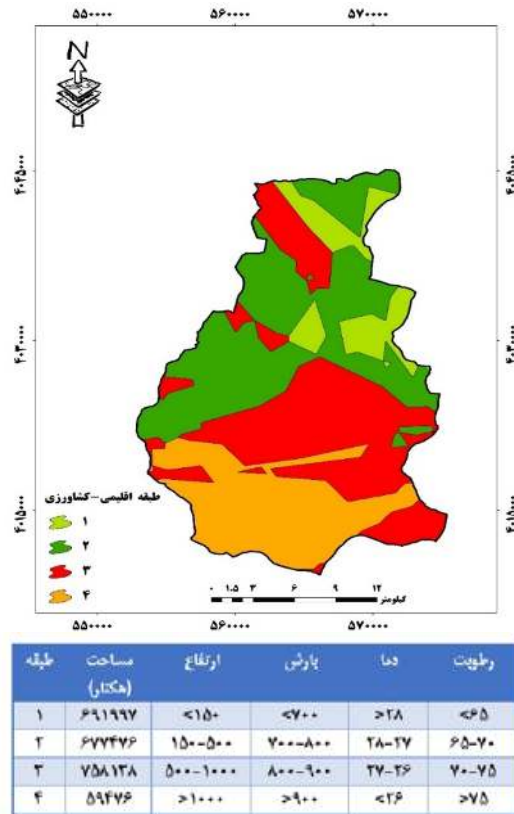 ۵۵۰۰۰۰ ۵۶۰۰۰۰ ۵۷۰۰۰۰
N
۴۰۴۵۰۰۰ ۴۰۴۵۰۰۰
۴۰۳۰۰۰۰ ۴۰۳۰۰۰۰
۴۰۱۵۰۰۰ ۴۰۱۵۰۰۰
طبقه اقلیمی-کشاورزی
۱
۲
۳
۴
۰ ۱.۵ ۳ ۶ ۹ ۱۲
کیلومتر
۵۵۰۰۰۰ ۵۶۰۰۰۰ ۵۷۰۰۰۰
طبقه مساحت (هکتار) ارتفاع بارش دما رطوبت
۱ ۶۹۱۹۹۷ <۱۵۰ <۷۰۰ >۲۸ <۶۵
۲ ۶۷۷۴۷۶ ۱۵۰-۵۰۰ ۷۰۰-۸۰۰ ۲۸-۲۷ ۶۵-۷۰
۳ ۷۵۸۱۳۸ ۵۰۰-۱۰۰۰ ۸۰۰-۹۰۰ ۲۷-۲۶ ۷۰-۷۵
۴ ۵۹۴۷۶ >۱۰۰۰ >۹۰۰ <۲۶ >۷۵